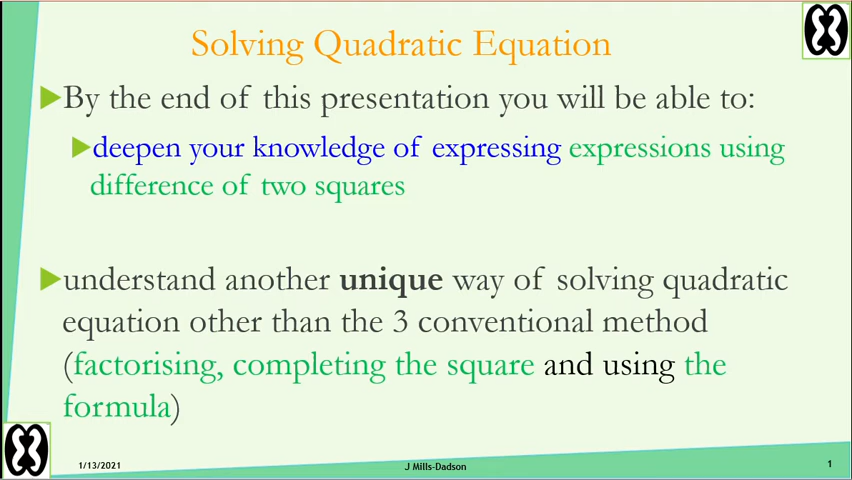 Solving Quadratic Equation
By the end of this presentation you will be able to:
deepen your knowledge of expressing expressions using
difference of two squares
understand another unique way of solving quadratic
equation other than the 3 conventional method
(factorising, completing the square and using the
formula)
1/13/2021
J Mills-Dadson
1